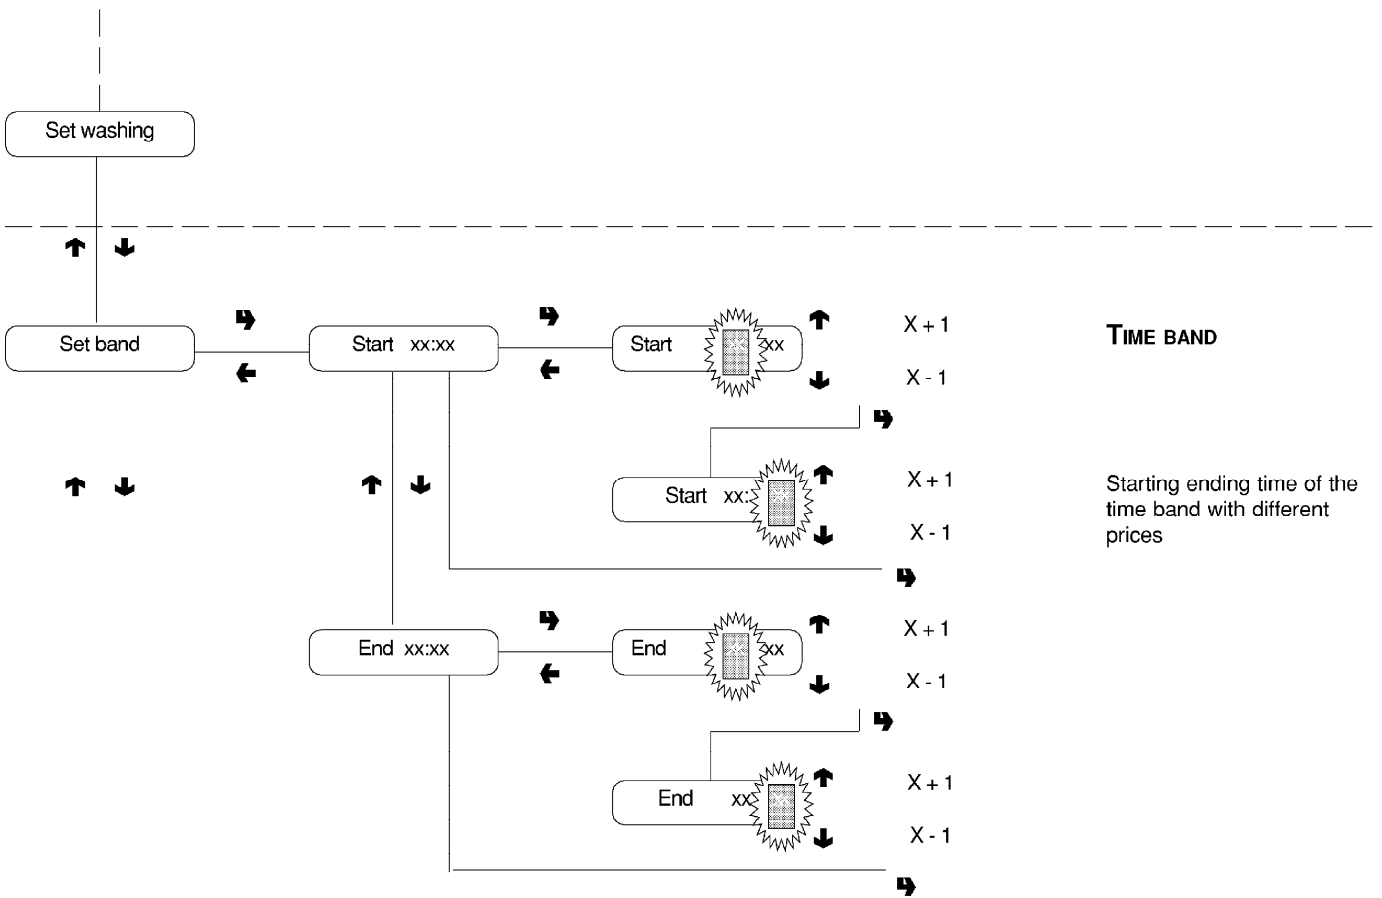 Set washing
Set band
Start xx:xx
Start xx
X + 1
X - 1
TIME BAND
Start xx:
X + 1
X - 1
Starting ending time of the
time band with different
prices
End xx:xx
End xx
X + 1
X - 1
End xx
X + 1
X - 1